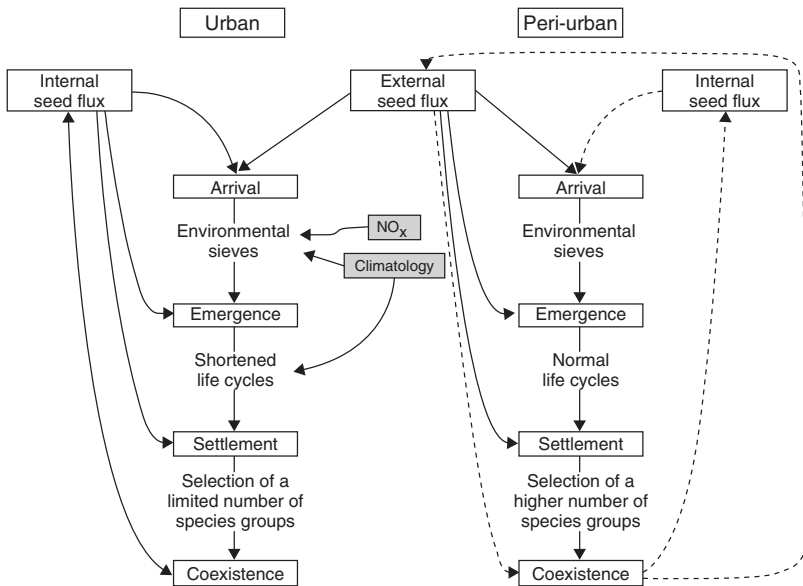 Urban
Peri-urban
Internal
seed flux
External
seed flux
Internal
seed flux
Arrival
Arrival
Environmental
sieves
NOx
Climatology
Environmental
sieves
Emergence
Emergence
Shortened
life cycles
Normal
life cycles
Settlement
Settlement
Selection of a
limited number of
species groups
Selection of a
higher number of
species groups
Coexistence
Coexistence